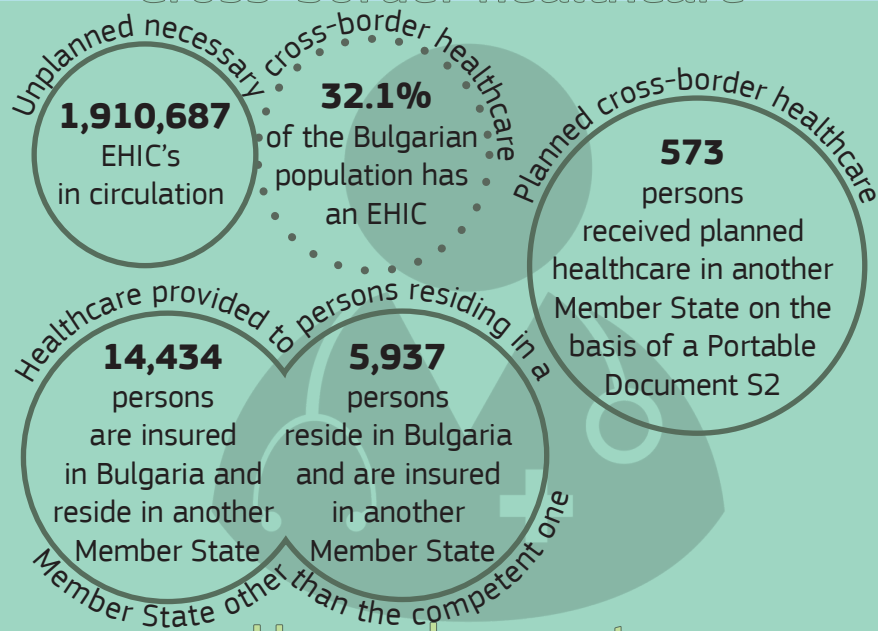 cross-border healthcare
Unplanned necessary cross-border healthcare
1,910,687
EHIC's
in circulation
32.1%
of the Bulgarian
population has
an EHIC
Planned cross-border healthcare
573
persons
received planned
healthcare in another
Member State on the
basis of a Portable
Document S2
Healthcare provided to persons residing in a
14,434
persons
are insured
in Bulgaria and
reside in another
Member State
5,937
persons
reside in Bulgaria
and are insured
in another
Member State
Member State other than the competent one